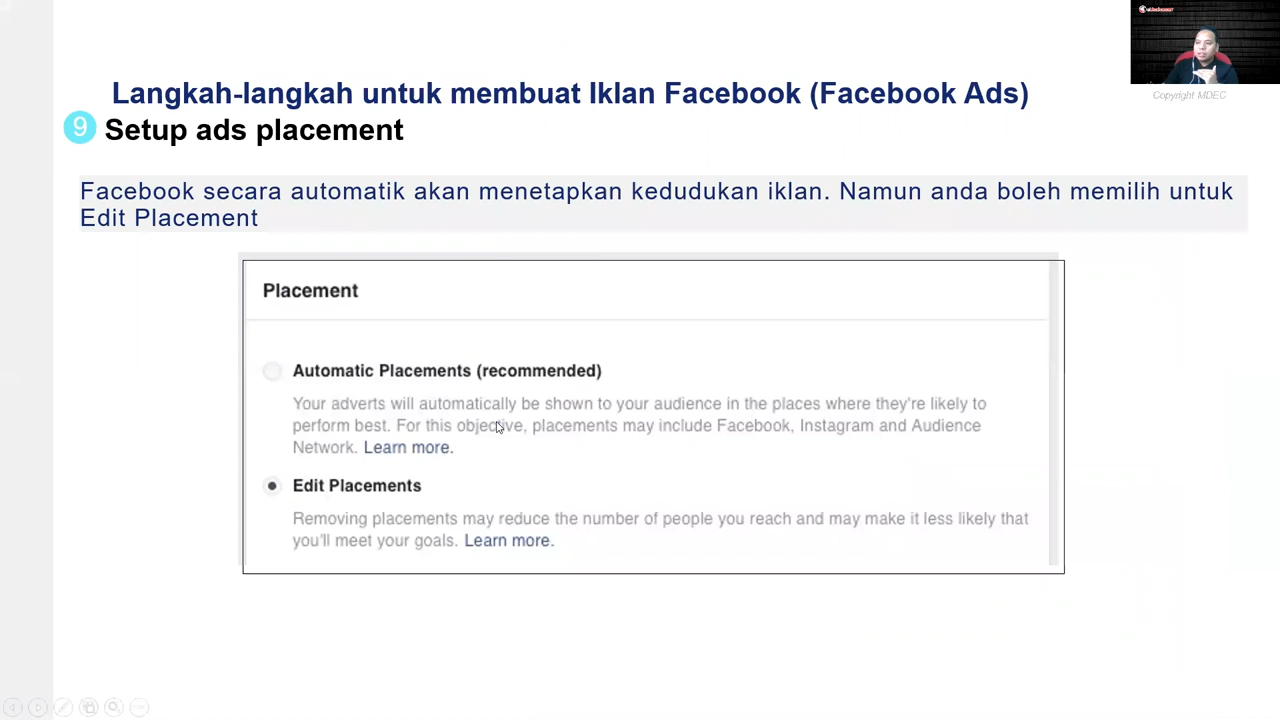 Langkah-langkah untuk membuat Iklan Facebook (Facebook Ads)
9 Setup ads placement
Copyright MDEC
Facebook secara automatik akan menetapkan kedudukan iklan. Namun anda boleh memilih untuk
Edit Placement
Placement
Automatic Placements (recommended)
Your adverts will automatically be shown to your audience in the places where they're likely to
perform best. For this objective, placements may include Facebook, Instagram and Audience
Network. Learn more.
Edit Placements
Removing placements may reduce the number of people you reach and may make it less likely that
you'll meet your goals. Learn more.